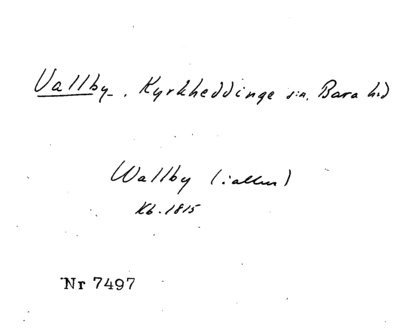 Vallby. Kyrkheddinge sn. Bara hd
Wallby (: allm)
Kb. 1815
Nr 7497